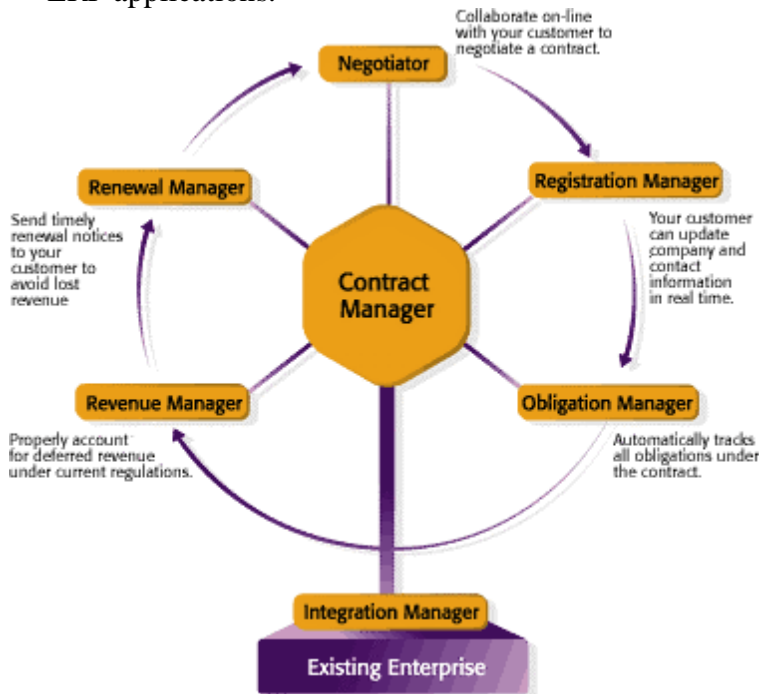 applications.
Collaborate on-line
with your customer to
negotiate a contract.
Negotiator
Renewal Manager
Registration Manager
Send timely
renewal notices
to your
customer to
avoid lost
revenue
Your customer
can update
company and
contact
information
in real time.
Contract
Manager
Revenue Manager
Obligation Manager
Properly account
for deferred revenue
under current regulations.
Automatically tracks
all obligations under
the contract.
Integration Manager
Existing Enterprise